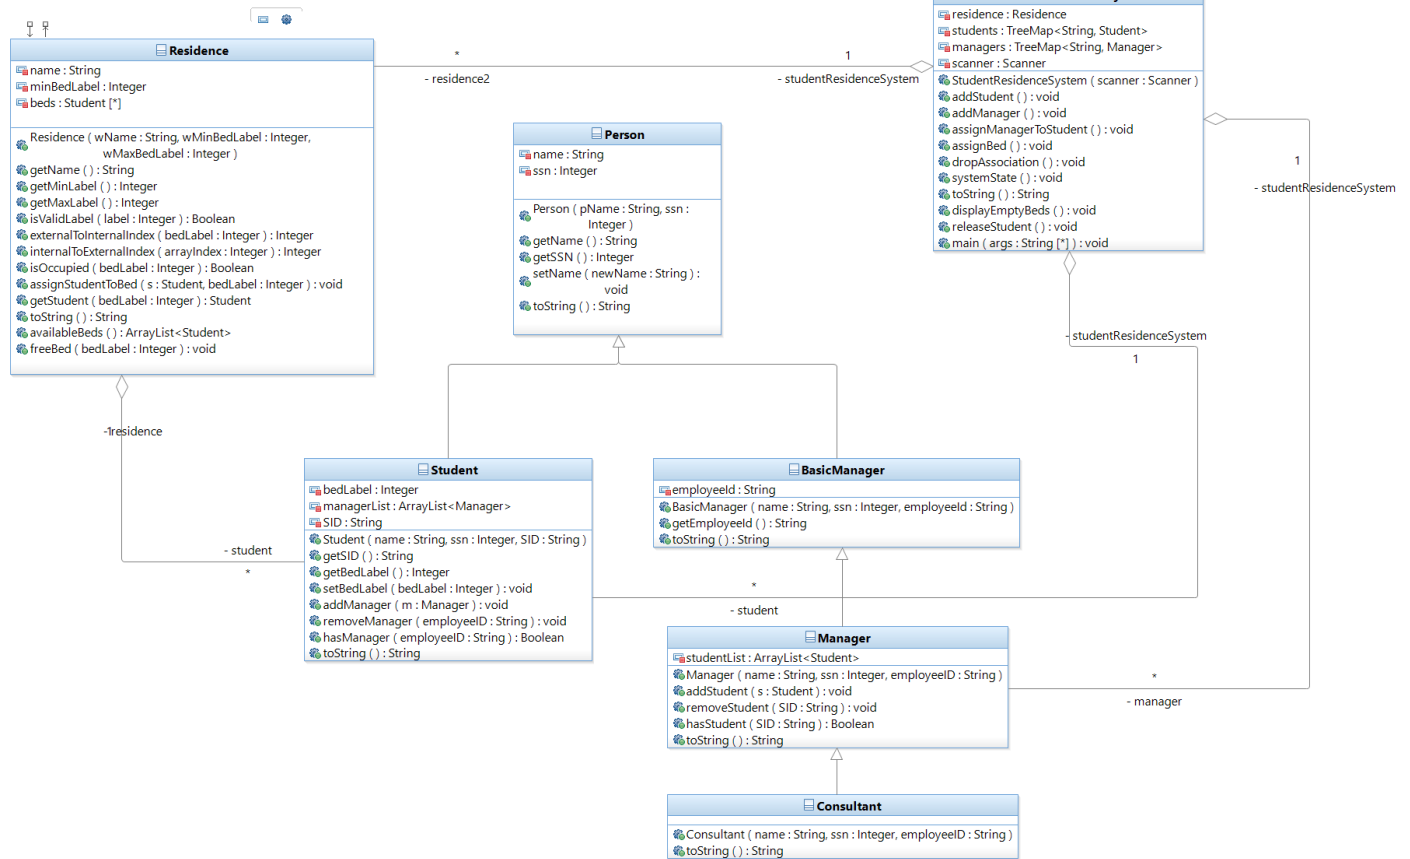 Residence
name : String
minBedLabel : Integer
beds : Student [*]
Residence ( wName : String, wMinBedLabel : Integer,
wMaxBedLabel : Integer )
getName ( ) : String
getMinLabel ( ) : Integer
getMaxLabel ( ) : Integer
isValidLabel ( label : Integer ) : Boolean
externalToInternalIndex ( bedLabel : Integer ) : Integer
internalToExternalIndex ( arrayIndex : Integer ) : Integer
isOccupied ( bedLabel : Integer ) : Boolean
assignStudentToBed ( s : Student, bedLabel : Integer ) : void
getStudent ( bedLabel : Integer ) : Student
toString ( ) : String
availableBeds ( ) : ArrayList<Student>
freeBed ( bedLabel : Integer ) : void
*
- residence2
1
- studentResidenceSystem
residence : Residence
students : TreeMap<String, Student>
managers : TreeMap<String, Manager>
scanner : Scanner
StudentResidenceSystem ( scanner : Scanner )
addStudent ( ) : void
addManager ( ) : void
assignManagerToStudent ( ) : void
assignBed ( ) : void
dropAssociation ( ) : void
systemState ( ) : void
toString ( ) : String
displayEmptyBeds ( ) : void
releaseStudent ( ) : void
main ( args : String [*] ) : void
1
- studentResidenceSystem
- studentResidenceSystem
1
Person
name : String
ssn : Integer
Person ( pName : String, ssn :
Integer )
getName ( ) : String
getSSN ( ) : Integer
setName ( newName : String ) :
void
toString ( ) : String
-1residence
- student
*
Student
bedLabel : Integer
managerList : ArrayList<Manager>
SID : String
Student ( name : String, ssn : Integer, SID : String )
getSID ( ) : String
getBedLabel ( ) : Integer
setBedLabel ( bedLabel : Integer ) : void
addManager ( m : Manager ) : void
removeManager ( employeeID : String ) : void
hasManager ( employeeID : String ) : Boolean
toString ( ) : String
BasicManager
employeeId : String
BasicManager ( name : String, ssn : Integer, employeeId : String )
getEmployeeId ( ) : String
toString ( ) : String
*
- student
Manager
studentList : ArrayList<Student>
Manager ( name : String, ssn : Integer, employeeID : String )
addStudent ( s : Student ) : void
removeStudent ( SID : String ) : void
hasStudent ( SID : String ) : Boolean
toString ( ) : String
*
- manager
Consultant
Consultant ( name : String, ssn : Integer, employeeID : String )
toString ( ) : String